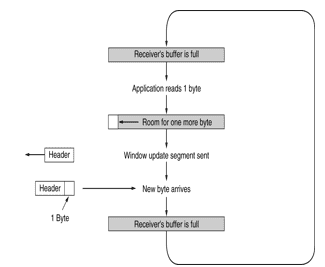 Receiver's buffer is full
Application reads 1 byte
Room for one more byte
Header
Window update segment sent
Header
New byte arrives
1 Byte
Receiver's buffer is full